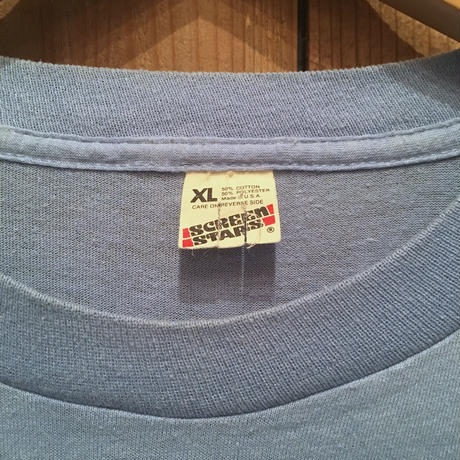 XL
50% COTTON
50% POLYESTER
Made in U.S.A.
CARE ON REVERSE SIDE
SCREEN
STARS ®